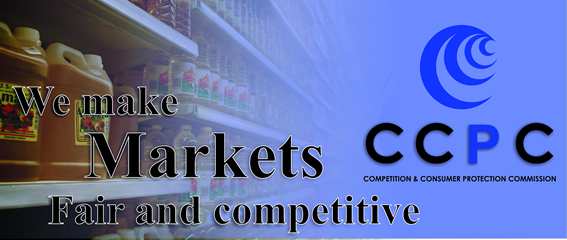 We make
Markets
Fair and competitive
CCPC
COMPETITION & CONSUMER PROTECTION COMMISSION